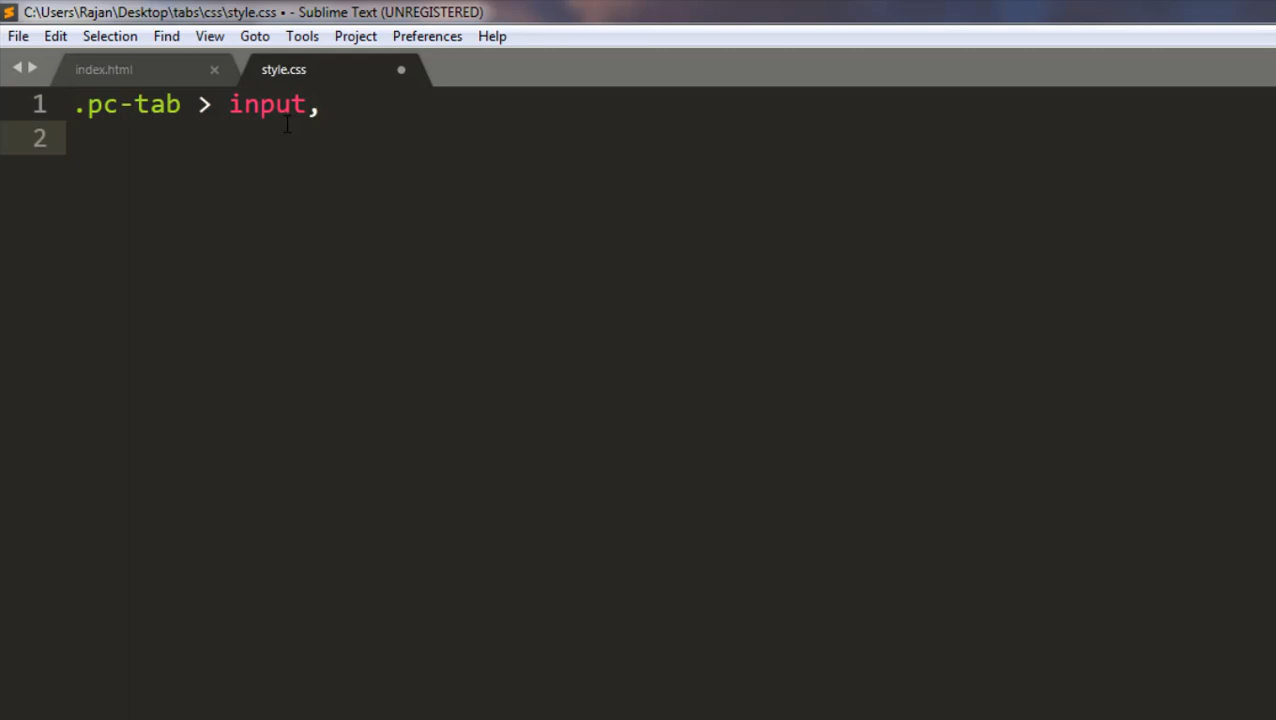 C:\Users\Rajan\Desktop\tabs\css\style.css • - Sublime Text (UNREGISTERED)
File Edit Selection Find View Goto Tools Project Preferences Help
index.html × style.css
1 .pc-tab > input,
2